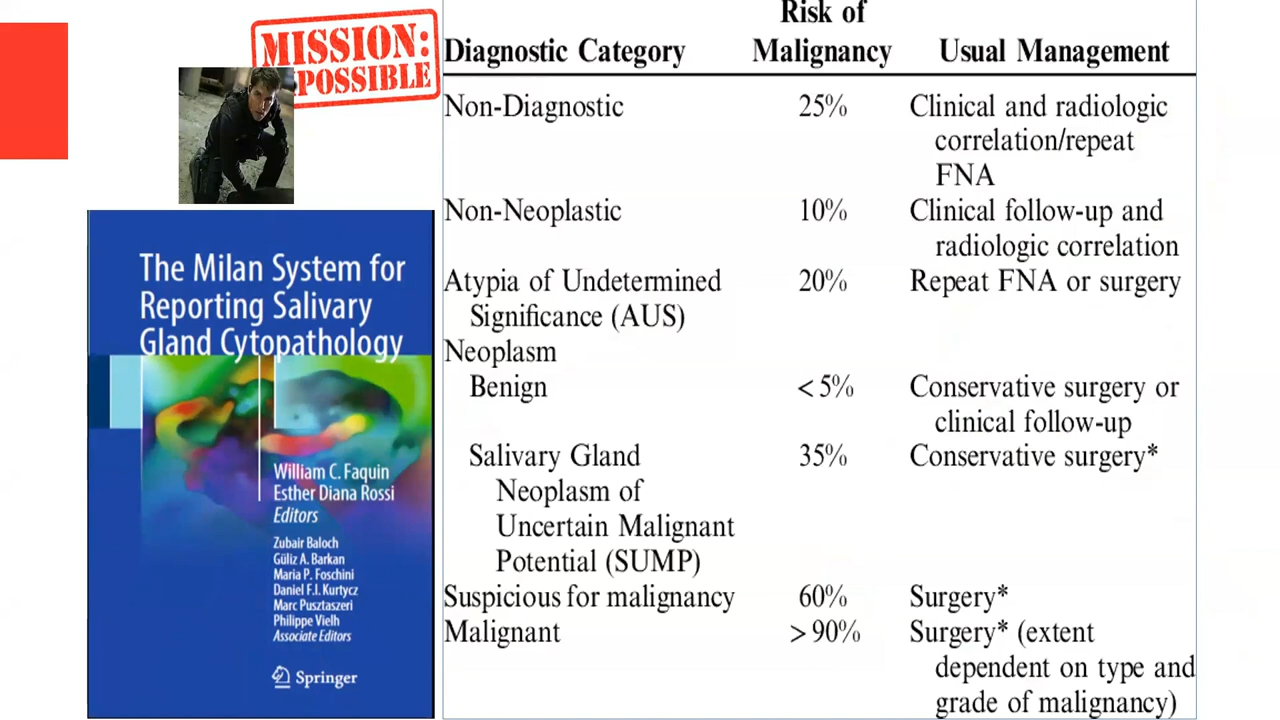 MISSION:
POSSIBLE
The Milan System for
Reporting Salivary
Gland Cytopathology
William C. Faquin
Esther Diana Rossi
Editors
Zubair Baloch
Güliz A. Barkan
Maria P. Foschini
Daniel F.I. Kurtycz
Marc Pusztaszeri
Philippe Vielh
Associate Editors
Springer
Risk of
Diagnostic Category Malignancy Usual Management
Non-Diagnostic 25% Clinical and radiologic
correlation/repeat
FNA
Non-Neoplastic 10% Clinical follow-up and
radiologic correlation
Atypia of Undetermined 20% Repeat FNA or surgery
Significance (AUS)
Neoplasm
Benign < 5% Conservative surgery or
clinical follow-up
Salivary Gland 35% Conservative surgery*
Neoplasm of
Uncertain Malignant
Potential (SUMP)
Suspicious for malignancy 60% Surgery*
Malignant > 90% Surgery* (extent
dependent on type and
grade of malignancy)